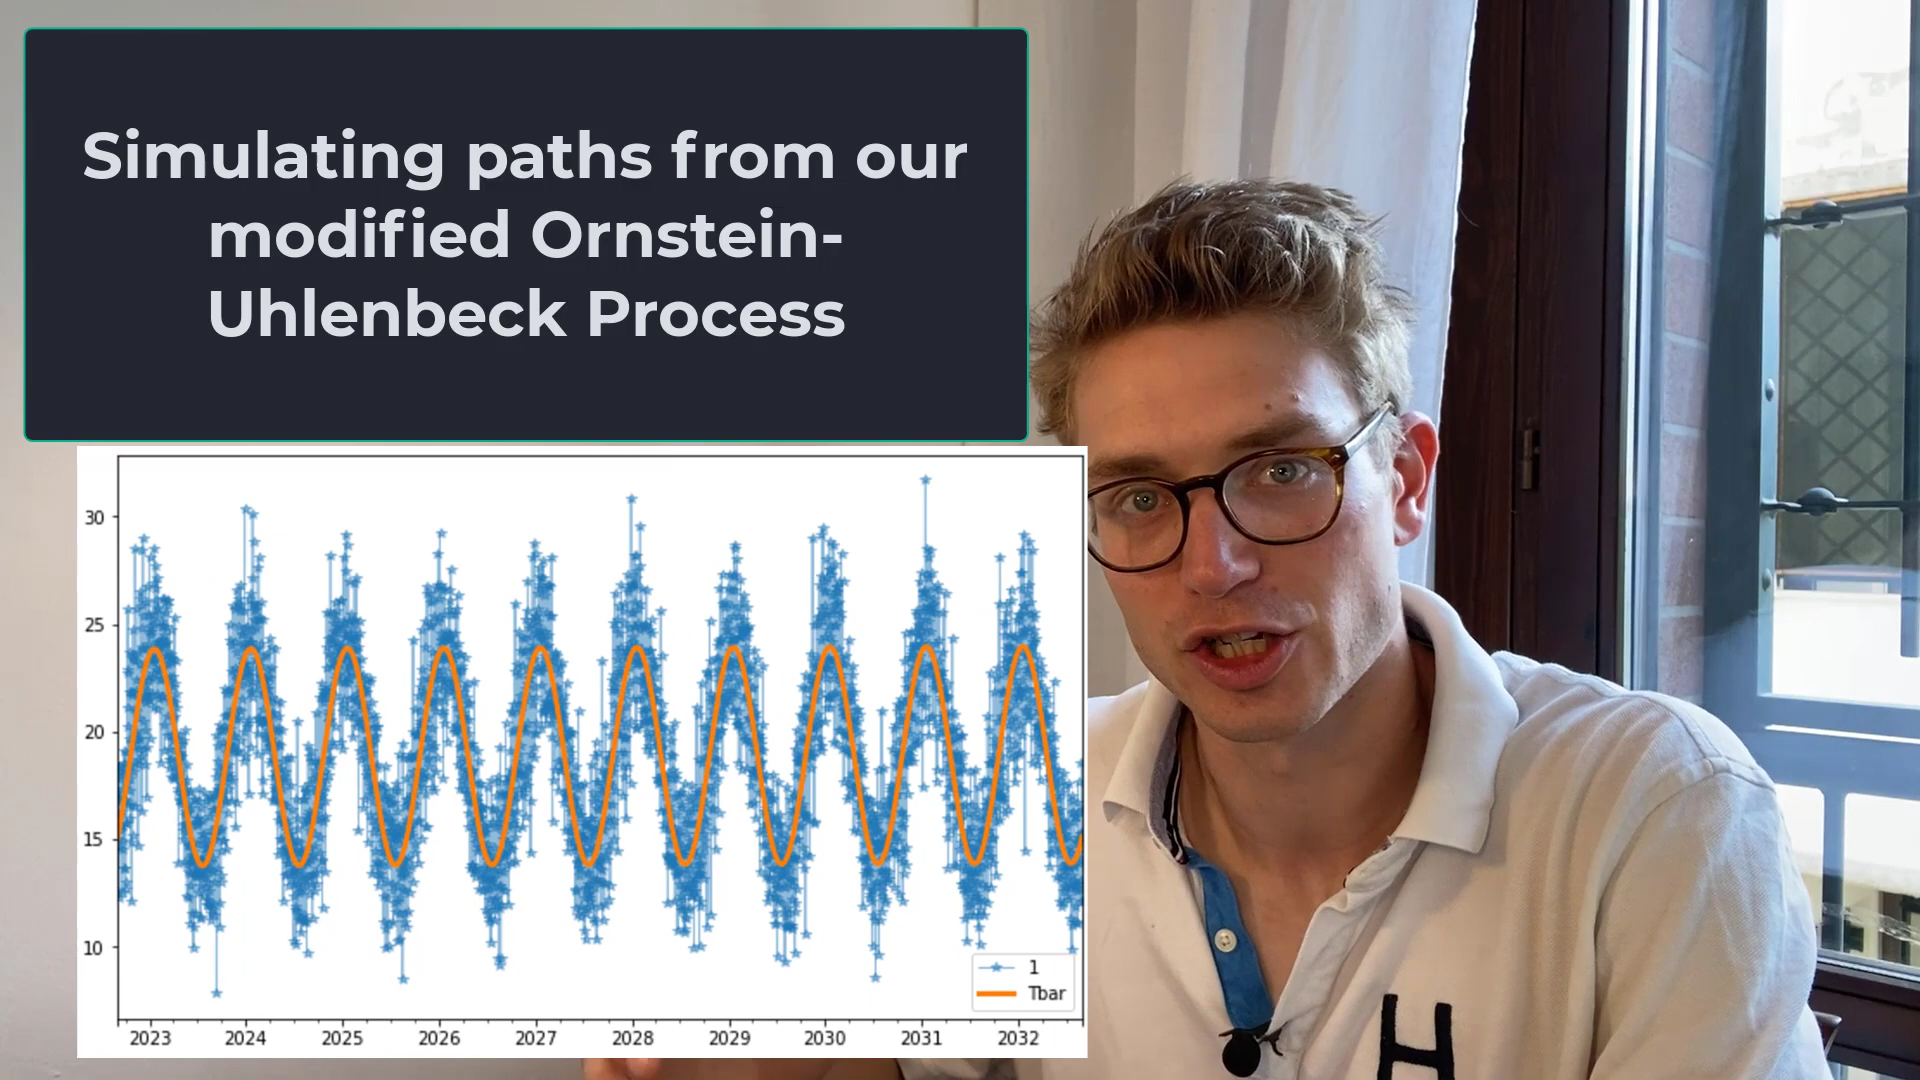 Simulating paths from our
modified Ornstein-
Uhlenbeck Process
30
25
20
15
10
1
Tbar
2023 2024 2025 2026 2027 2028 2029 2030 2031 2032
H